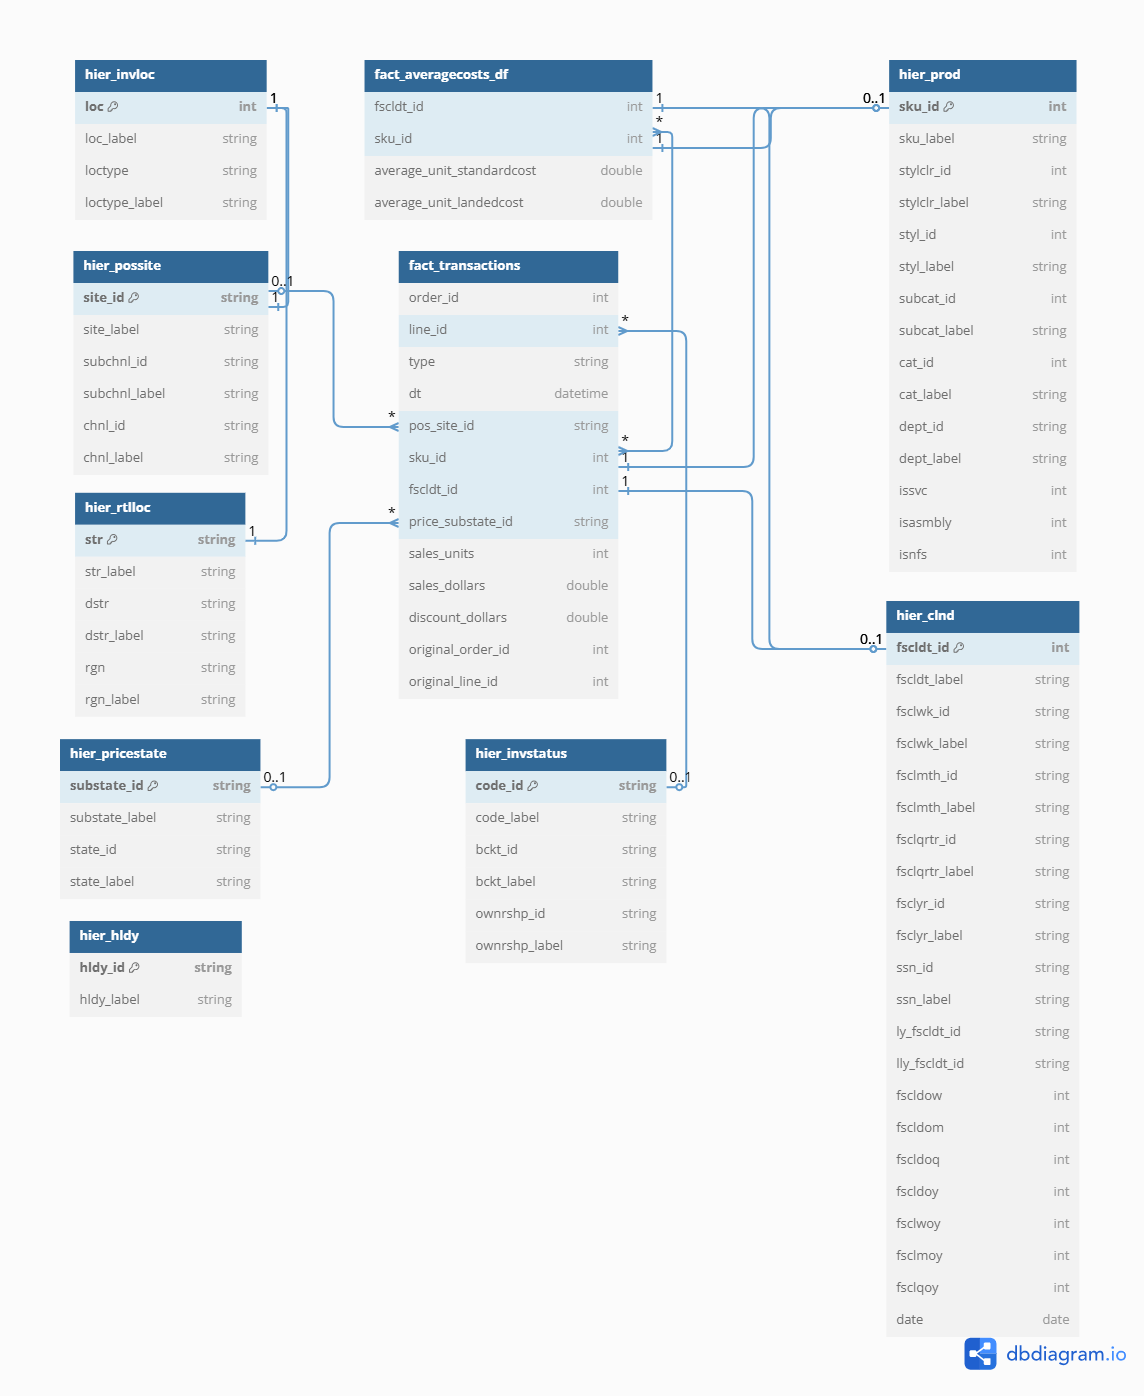 hier_invloc
loc int
loc_label string
loctype string
loctype_label string
1
fact_averagecosts_df
fscldt_id int
sku_id int
average_unit_standardcost double
average_unit_landedcost double
1
*
1
hier_prod
0..1
sku_id int
sku_label string
stylclr_id int
stylclr_label string
styl_id int
styl_label string
subcat_id int
subcat_label string
cat_id int
cat_label string
dept_id int
dept_label string
issvc int
isasmbly int
isnfs int
hier_possite
site_id string
site_label string
subchnl_id string
subchnl_label string
chnl_id string
chnl_label string
0..1
1
fact_transactions
order_id int
line_id int
type string
dt datetime
pos_site_id string
sku_id int
fscldt_id int
price_substate_id string
sales_units int
sales_dollars double
discount_dollars double
original_order_id int
original_line_id int
*
*
*
1
1
*
hier_rtlloc
str string
str_label string
dstr string
dstr_label string
rgn string
rgn_label string
1
hier_clnd
0..1
fscldt_id int
fscldt_label string
fsclwk_id string
fsclwk_label string
fsclmth_id string
fsclmth_label string
fsclqrtr_id string
fsclqrtr_label string
fsclyr_id string
fsclyr_label string
ssn_id string
ssn_label string
ly_fscldt_id string
lly_fscldt_id string
fscldow int
fscldom int
fscldoq int
fscldoy int
fsclwoy int
fsclmoy int
fsclqoy int
date date
hier_pricestate
substate_id string
substate_label string
state_id string
state_label string
0..1
hier_invstatus
code_id string
code_label string
bckt_id string
bckt_label string
ownrshp_id string
ownrshp_label string
0..1
hier_hldy
hldy_id string
hldy_label string
dbdiagram.io